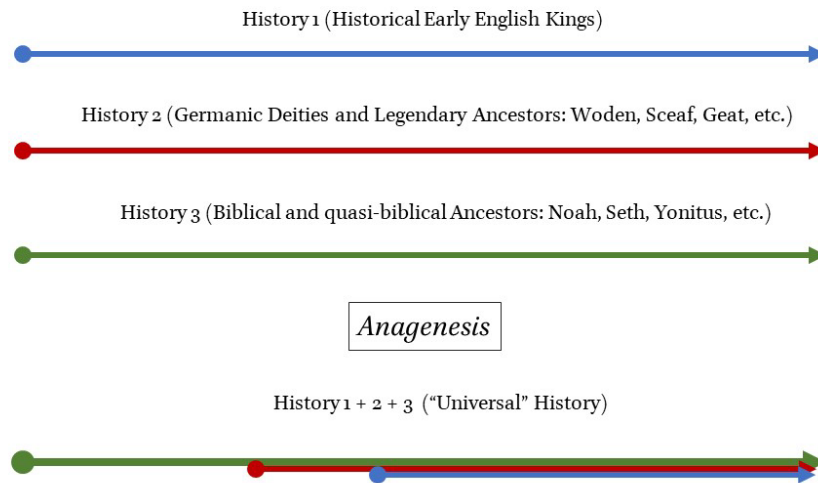 History 1 (Historical Early English Kings)
History 2 (Germanic Deities and Legendary Ancestors: Woden, Sceaf, Geat, etc.)
History 3 (Biblical and quasi-biblical Ancestors: Noah, Seth, Yonitus, etc.)
Anagenesis
History 1 + 2 + 3 (“Universal” History)